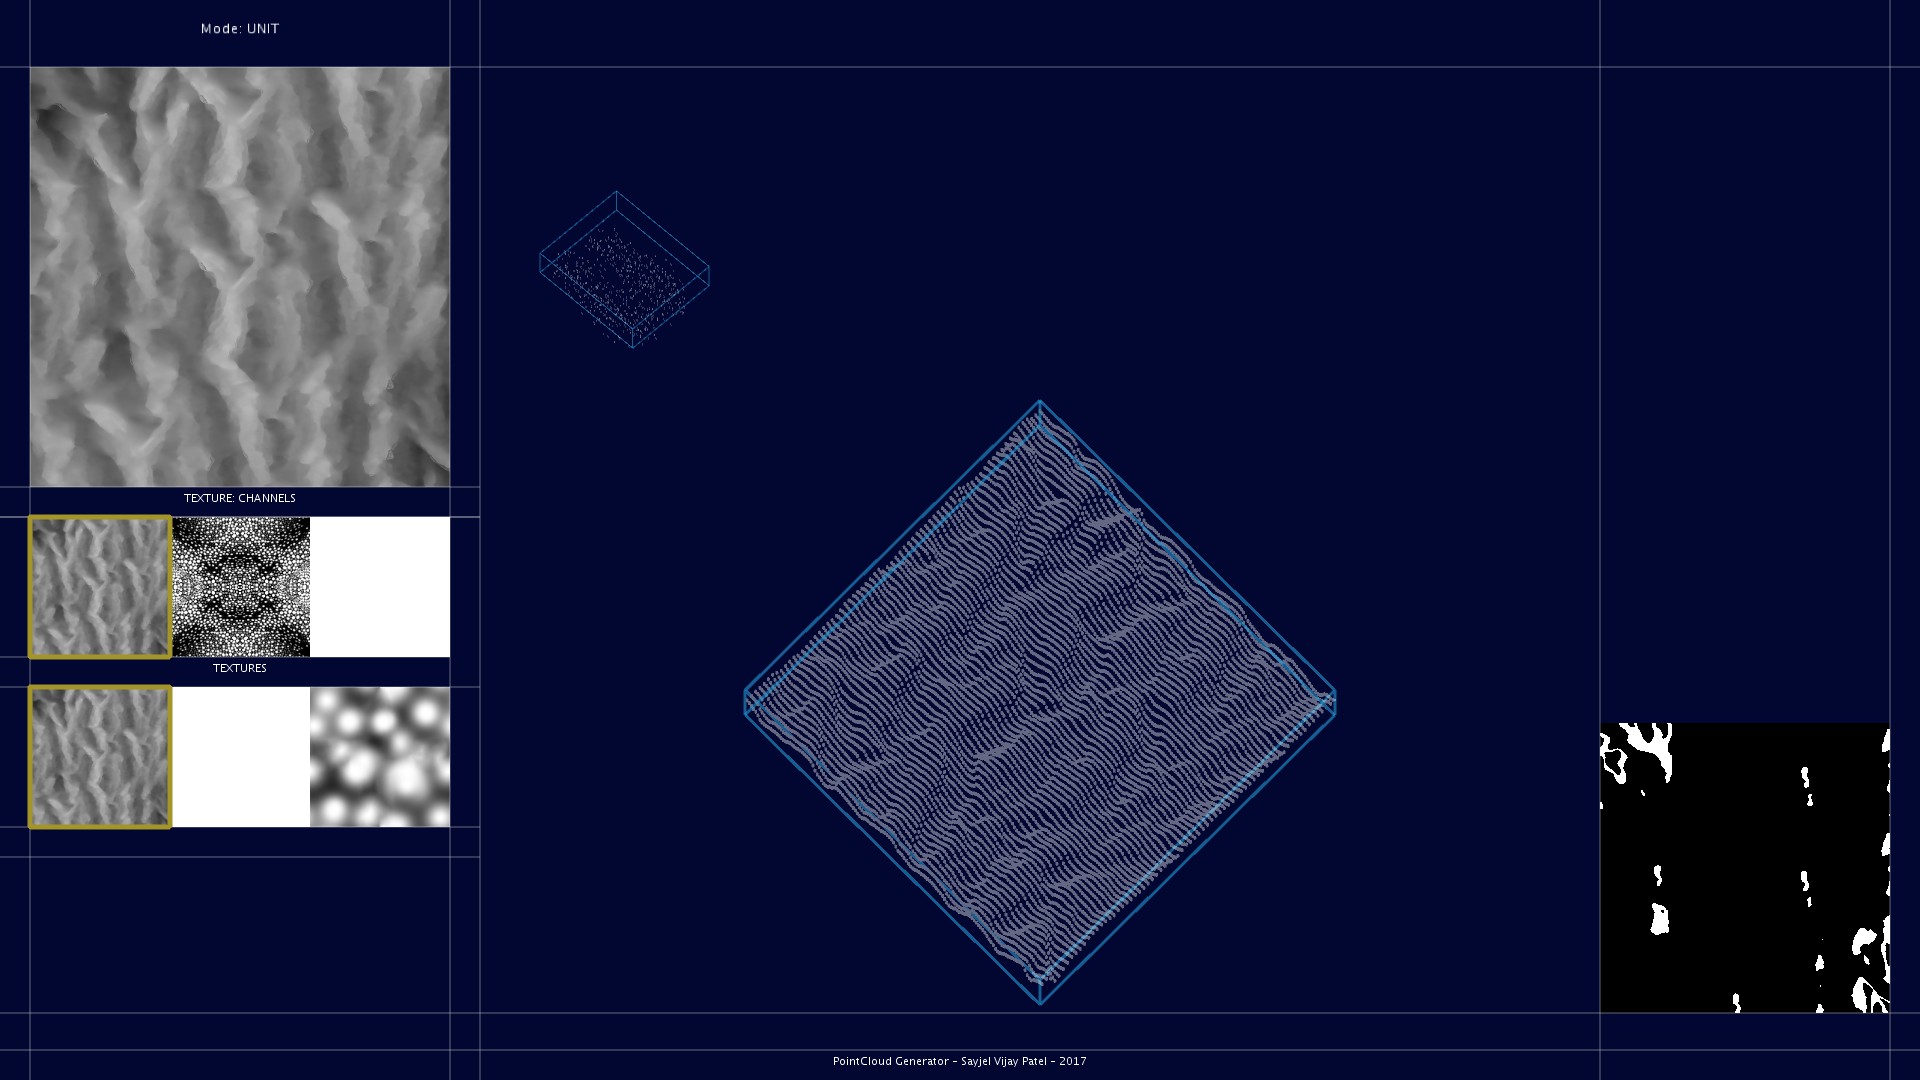 Mode: UNIT
TEXTURE: CHANNELS
TEXTURES
PointCloud Generator - Sayjel Vijay Patel - 2017